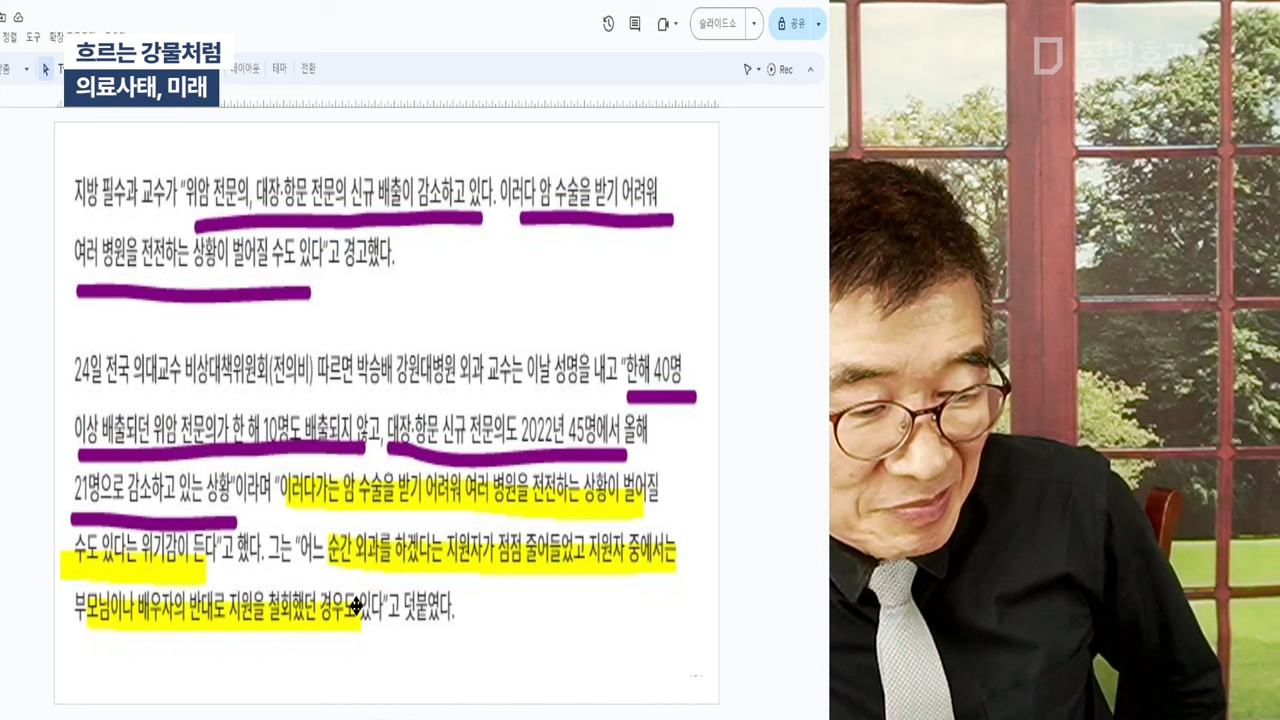 슬라이드쇼
공유
정렬 도구
흐르는 강물처럼
의료사태, 미래
테마
전환
Rec
공병호TV
지방 필수과 교수가 “위암 전문의, 대장·항문 전문의 신규 배출이 감소하고 있다. 이러다 암 수술을 받기 어려워
여러 병원을 전전하는 상황이 벌어질 수도 있다”고 경고했다.
24일 전국 의대교수 비상대책위원회(전의비) 따르면 박승배 강원대병원 외과 교수는 이날 성명을 내고 “한해 40명
이상 배출되던 위암 전문의가 한 해 10명도 배출되지 않고, 대장·항문 신규 전문의도 2022년 45명에서 올해
21명으로 감소하고 있는 상황”이라며 “이러다가는 암 수술을 받기 어려워 여러 병원을 전전하는 상황이 벌어질
수도 있다는 위기감이 든다”고 했다. 그는 “어느 순간 외과를 하겠다는 지원자가 점점 줄어들었고 지원자 중에서는
부모님이나 배우자의 반대로 지원을 철회했던 경우도 있다”고 덧붙였다.